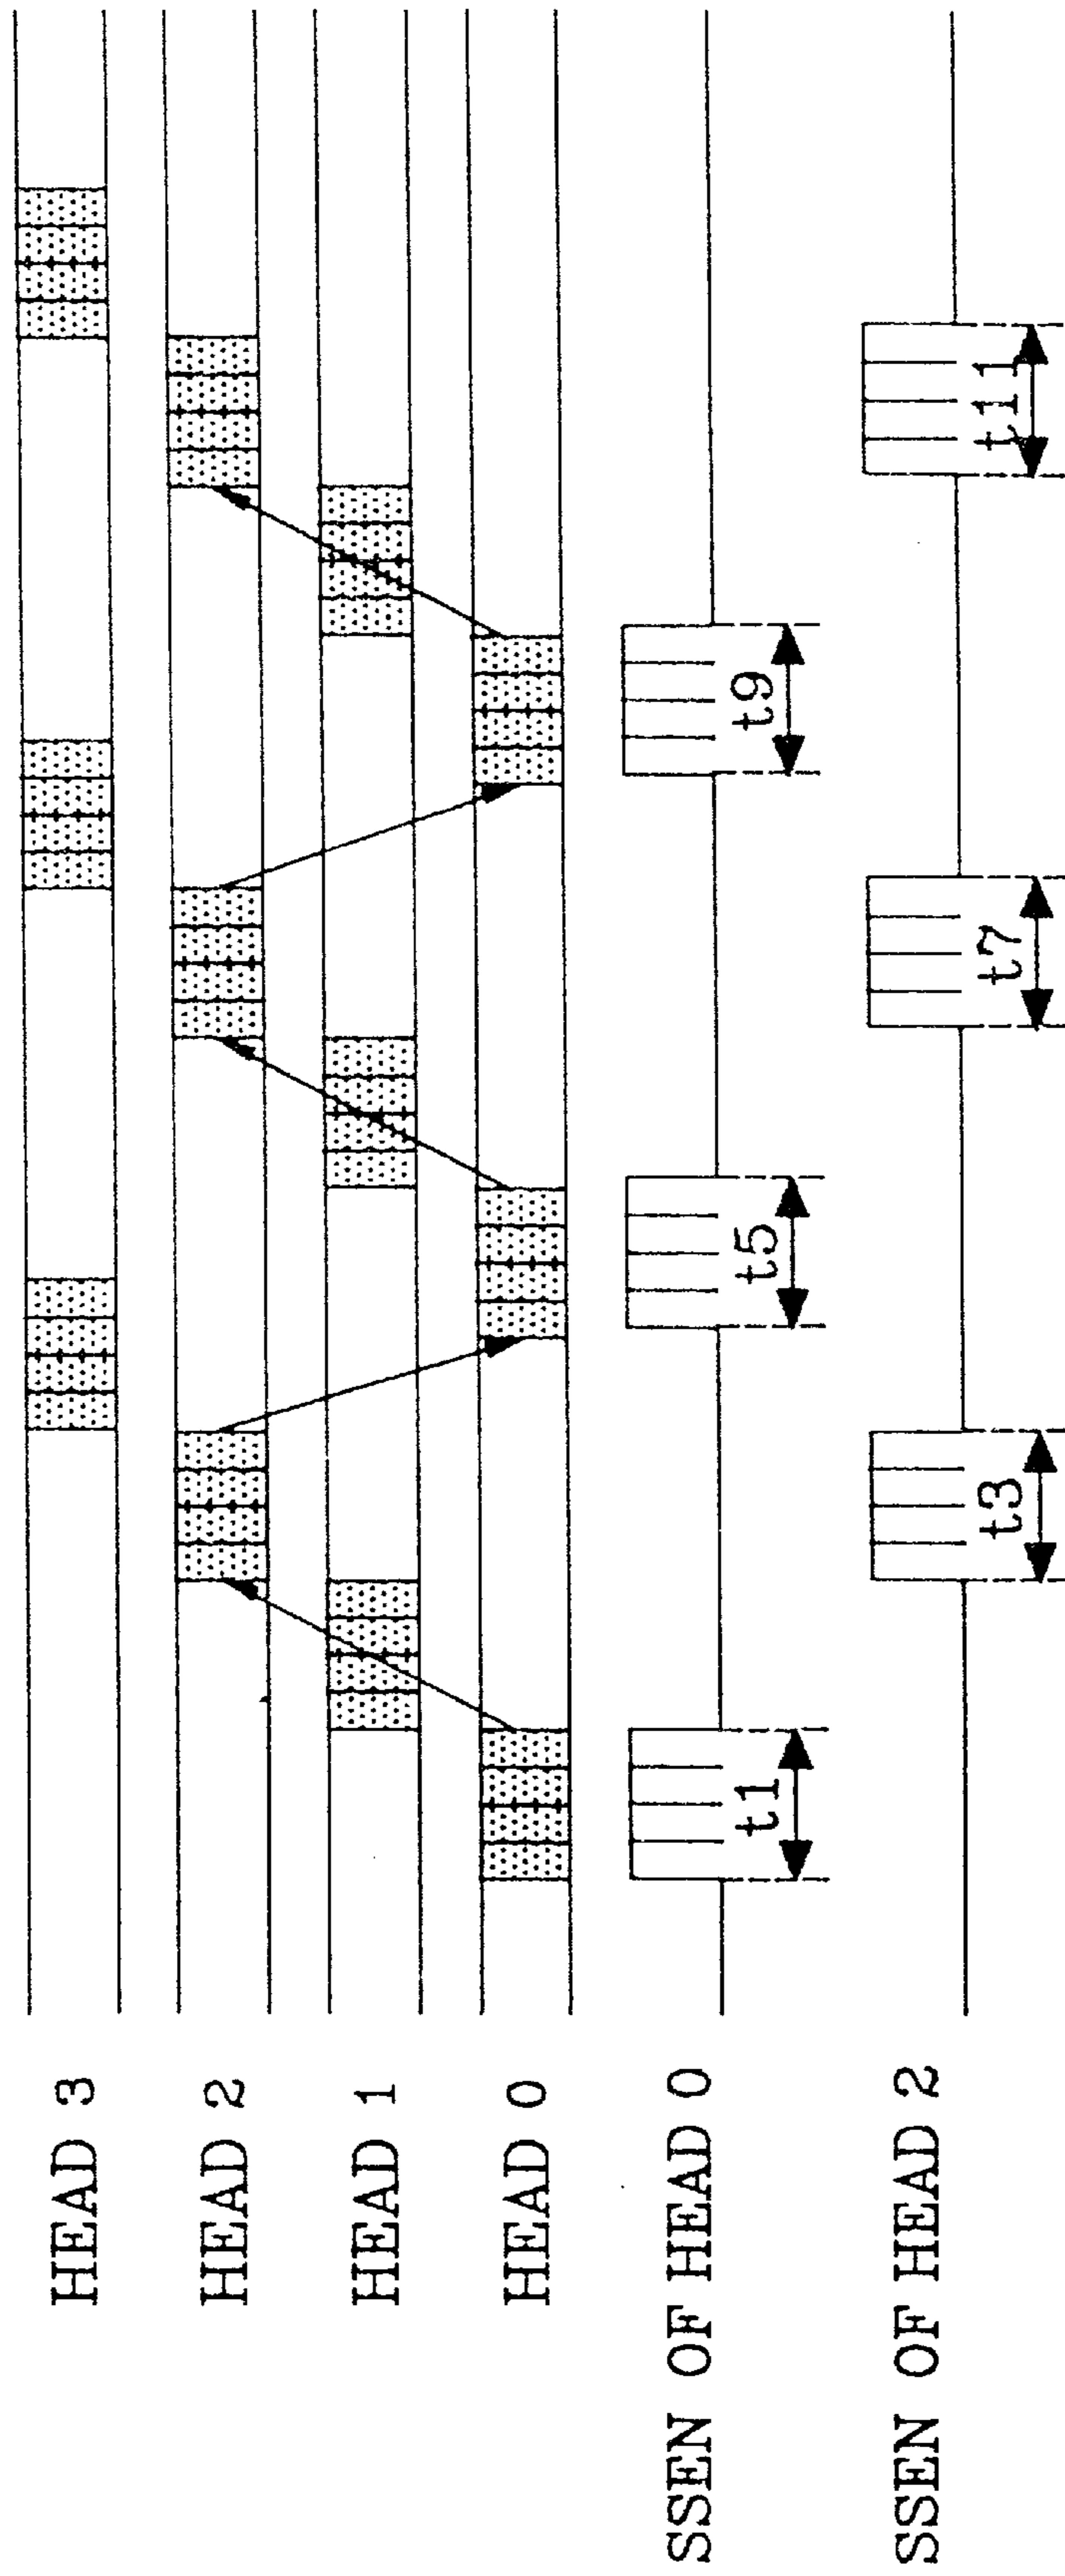 HEAD 3
HEAD 2
HEAD 1
HEAD 0
SSEN OF HEAD 0
t1
t5
t9
SSEN OF HEAD 2
t3
t7
t11